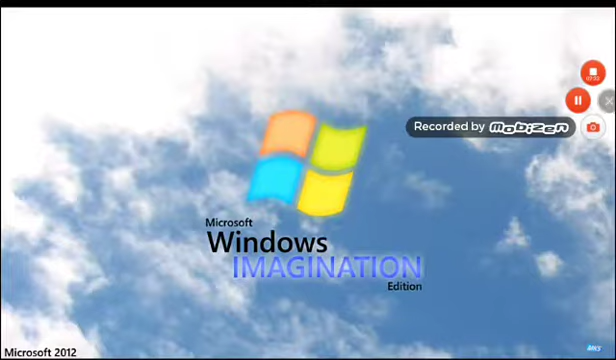 Recorded by mobizen
Microsoft
Windows
IMAGINATION
Edition
Microsoft 2012